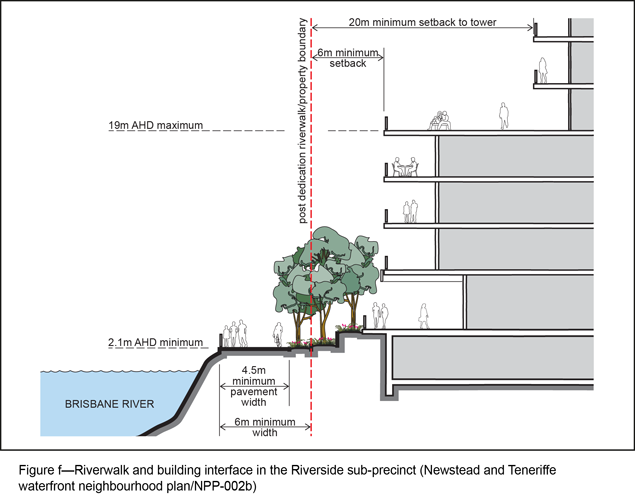 20m minimum setback to tower
6m minimum
setback
post dedication riverwalk/property boundary
19m AHD maximum
2.1m AHD minimum
4.5m
minimum
pavement
width
BRISBANE RIVER
6m minimum
width
Figure f—Riverwalk and building interface in the Riverside sub-precinct (Newstead and Teneriffe
waterfront neighbourhood plan/NPP-002b)